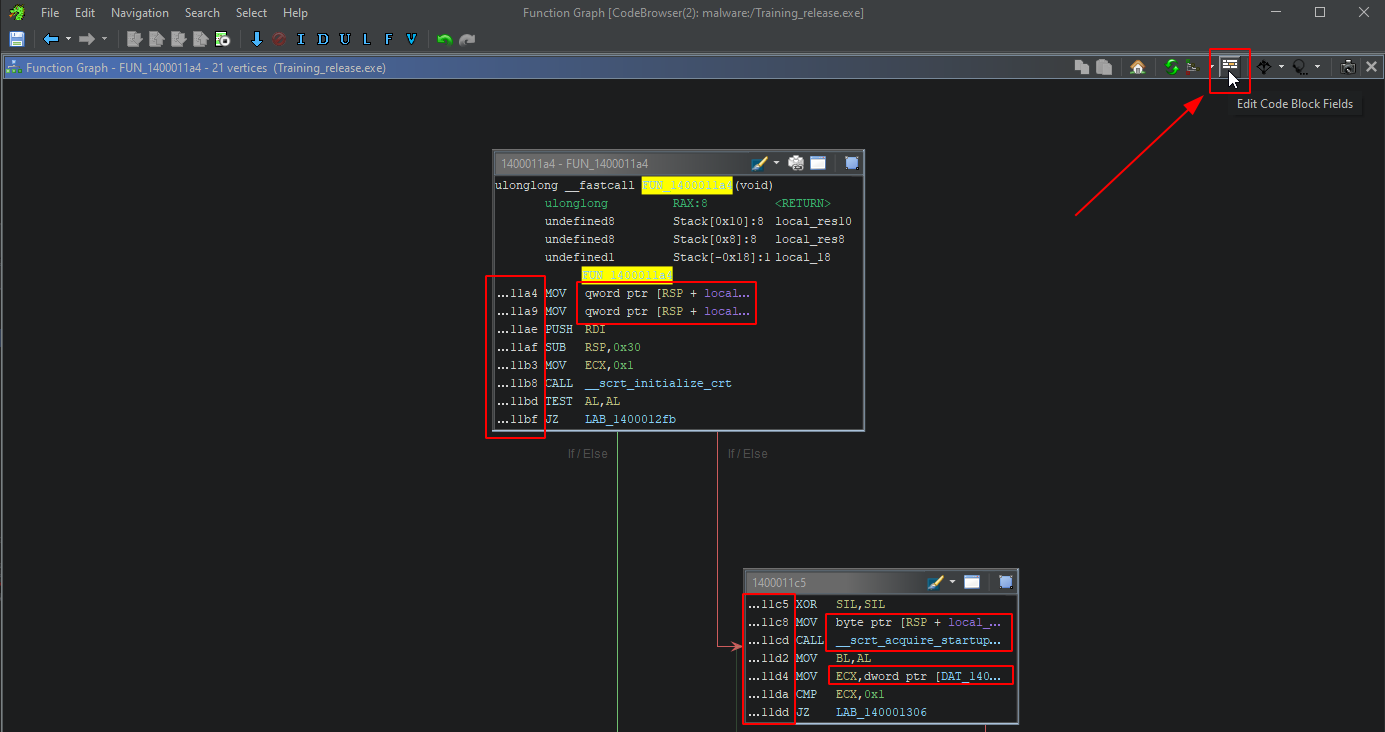 File Edit Navigation Search Select Help
Function Graph [CodeBrowser(2): malware:/Training_release.exe]
I D U L F V
Function Graph - FUN_1400011a4 - 21 vertices (Training_release.exe)
Edit Code Block Fields
1400011a4 - FUN_1400011a4
ulonglong __fastcall FUN_1400011a4(void)
ulonglong RAX:8 <RETURN>
undefined8 Stack[0x10]:8 local_res10
undefined8 Stack[0x8]:8 local_res8
undefined1 Stack[-0x18]:1 local_18
FUN_1400011a4
...11a4 MOV qword ptr [RSP + local...
...11a9 MOV qword ptr [RSP + local...
...11ae PUSH RDI
...11af SUB RSP,0x30
...11b3 MOV ECX,0x1
...11b8 CALL __scrt_initialize_crt
...11bd TEST AL,AL
...11bf JZ LAB_1400012fb
If / Else If / Else
1400011c5
...11c5 XOR SIL,SIL
...11c8 MOV byte ptr [RSP + local_...
...11cd CALL __scrt_acquire_startup...
...11d2 MOV BL,AL
...11d4 MOV ECX,dword ptr [DAT_140...
...11da CMP ECX,0x1
...11dd JZ LAB_140001306